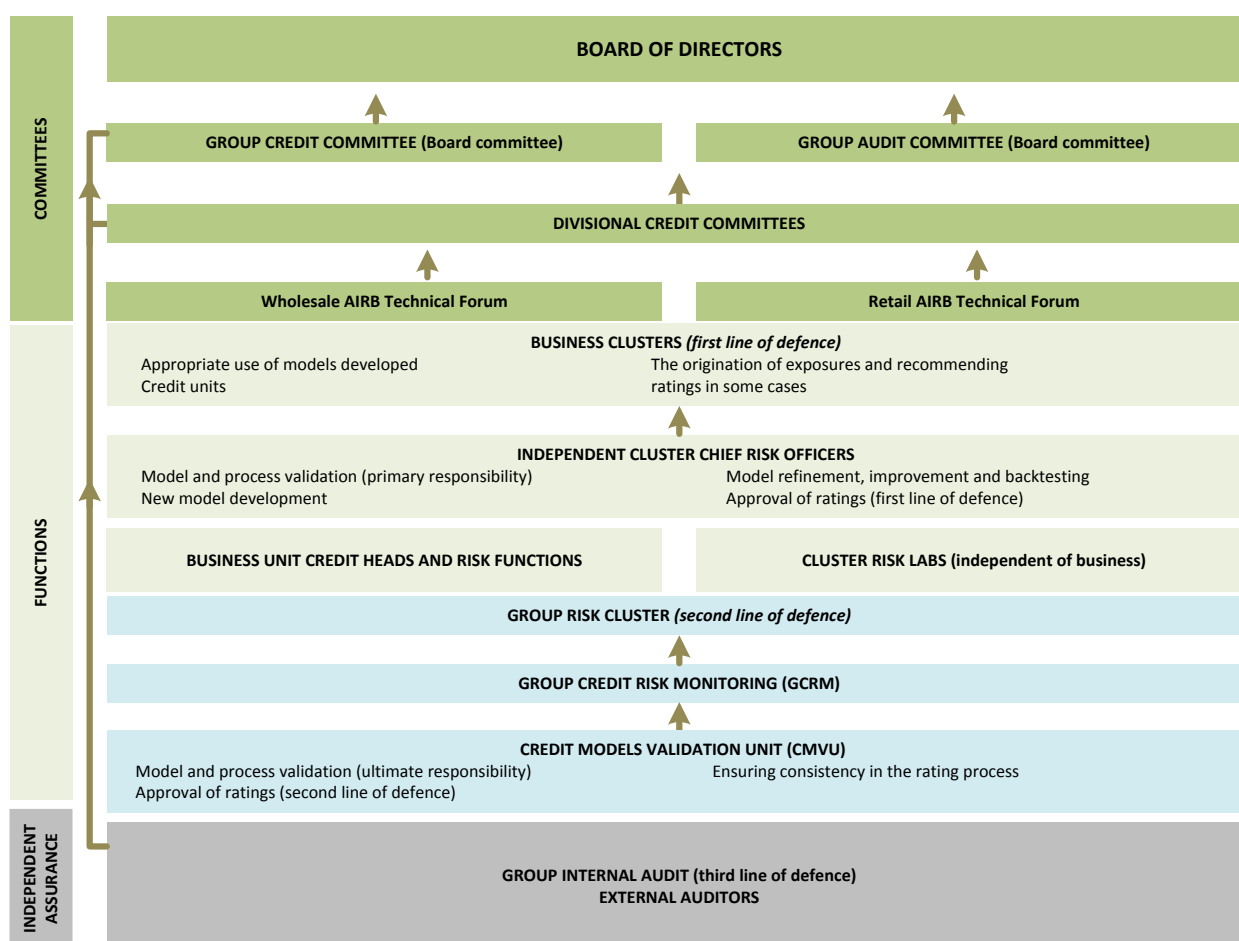 COMMITTEES
BOARD OF DIRECTORS
GROUP CREDIT COMMITTEE (Board committee)
GROUP AUDIT COMMITTEE (Board committee)
DIVISIONAL CREDIT COMMITTEES
Wholesale AIRB Technical Forum
Retail AIRB Technical Forum
FUNCTIONS
BUSINESS CLUSTERS (first line of defence)
Appropriate use of models developed
Credit units
The origination of exposures and recommending
ratings in some cases
INDEPENDENT CLUSTER CHIEF RISK OFFICERS
Model and process validation (primary responsibility)
New model development
Model refinement, improvement and backtesting
Approval of ratings (first line of defence)
BUSINESS UNIT CREDIT HEADS AND RISK FUNCTIONS
CLUSTER RISK LABS (independent of business)
GROUP RISK CLUSTER (second line of defence)
GROUP CREDIT RISK MONITORING (GCRM)
CREDIT MODELS VALIDATION UNIT (CMVU)
Model and process validation (ultimate responsibility)
Approval of ratings (second line of defence)
Ensuring consistency in the rating process
INDEPENDENT
ASSURANCE
GROUP INTERNAL AUDIT (third line of defence)
EXTERNAL AUDITORS